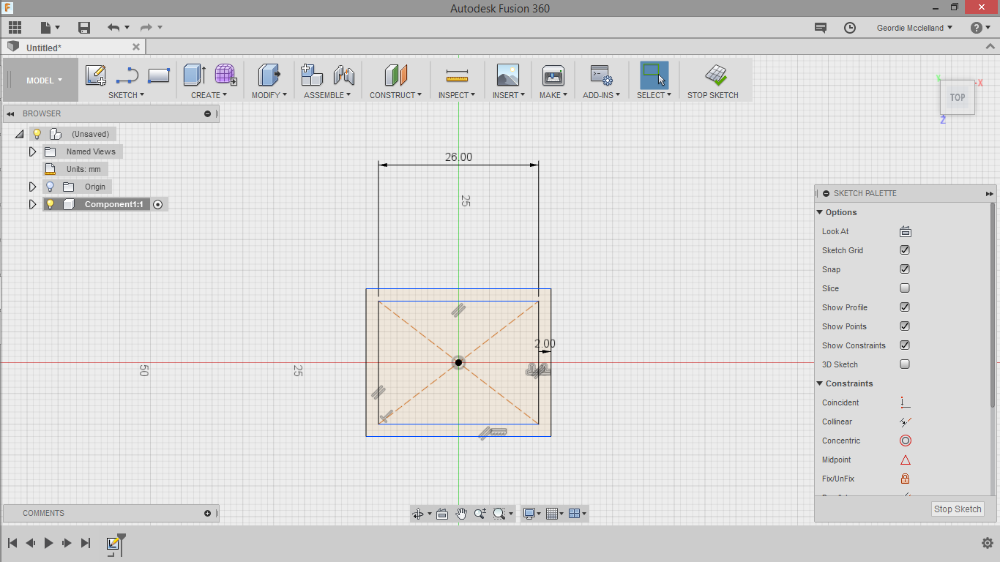 Autodesk Fusion 360
Geordie Mcclelland
Untitled*
MODEL
SKETCH
CREATE
MODIFY
ASSEMBLE
CONSTRUCT
INSPECT
INSERT
MAKE
ADD-INS
SELECT
STOP SKETCH
Y
X
TOP
Z
BROWSER
(Unsaved)
Named Views
Units: mm
Origin
Component1:1
26.00
25
2.00
50
25
SKETCH PALETTE
Options
Look At
Sketch Grid
Snap
Slice
Show Profile
Show Points
Show Constraints
3D Sketch
Constraints
Coincident
Collinear
Concentric
Midpoint
Fix/UnFix
Stop Sketch
COMMENTS